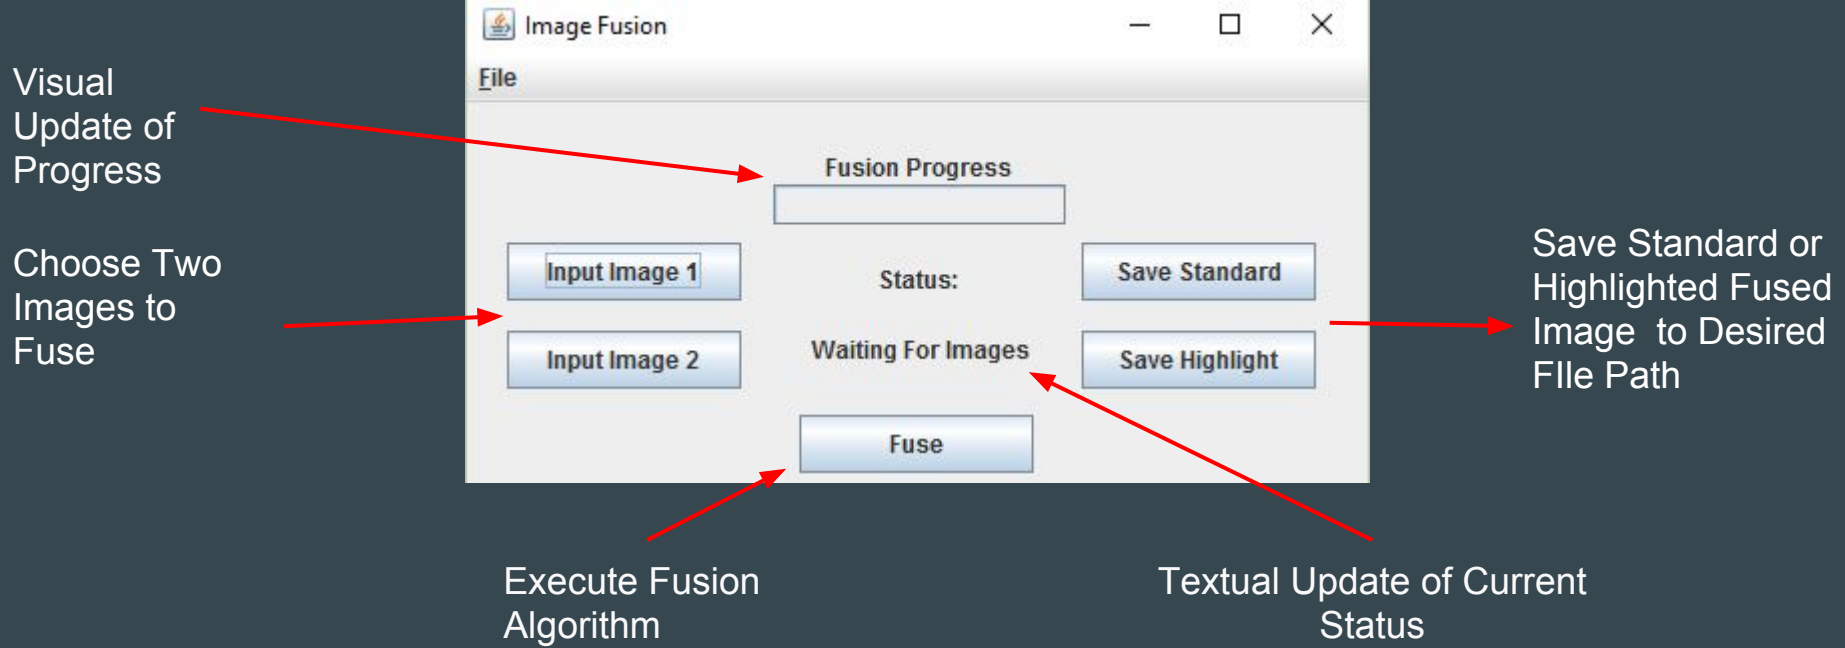 Image Fusion
File
Visual
Update of
Progress
Fusion Progress
Choose Two
Images to
Fuse
Input Image 1
Input Image 2
Status:
Waiting For Images
Save Standard
Save Highlight
Save Standard or
Highlighted Fused
Image  to Desired
FIle Path
Fuse
Execute Fusion
Algorithm
Textual Update of Current
Status